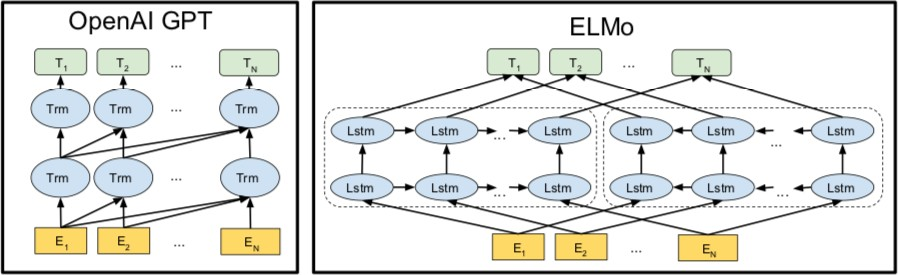 OpenAI GPT
T1 T2 ... TN
Trm Trm ... Trm
Trm Trm ... Trm
E1 E2 ... EN
ELMo
T1 T2 ... TN
Lstm Lstm ... Lstm Lstm Lstm ... Lstm
Lstm Lstm ... Lstm Lstm Lstm ... Lstm
E1 E2 ... EN